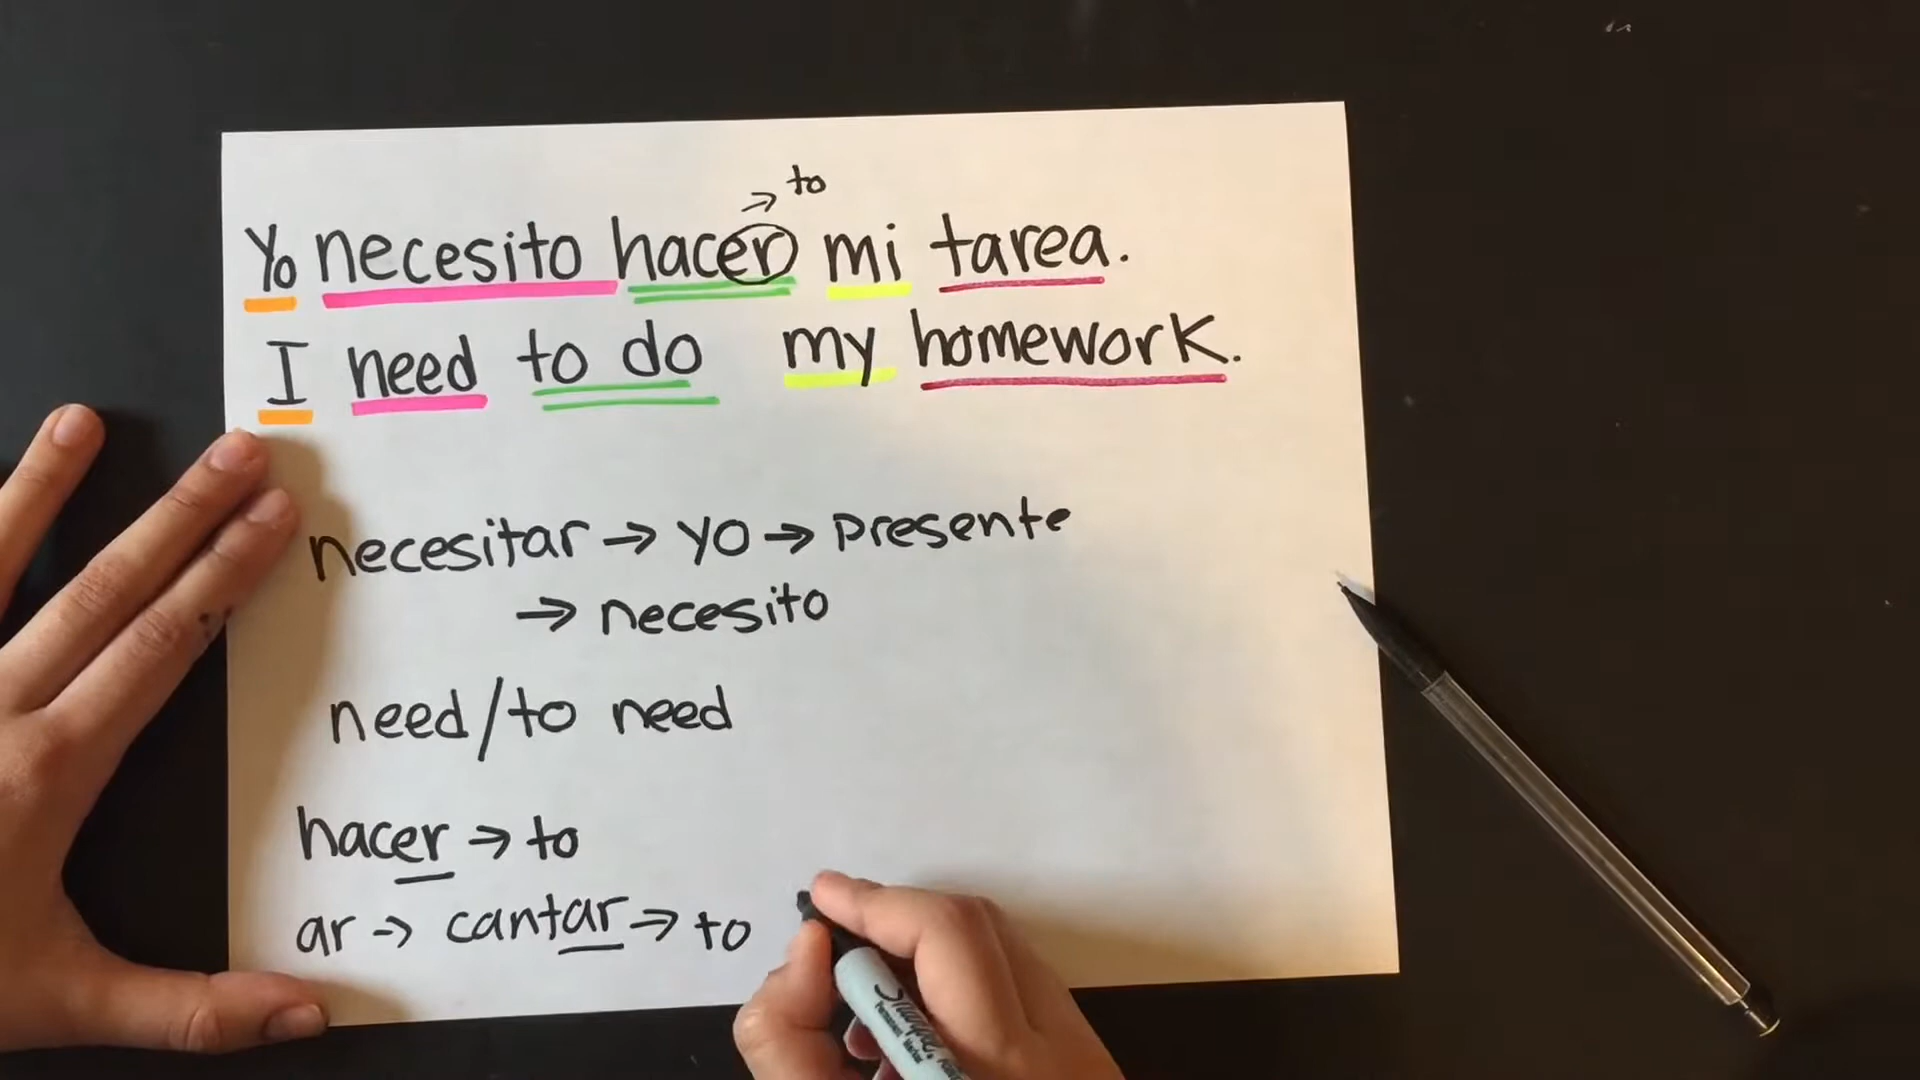 → to
Yo necesito hacer mi tarea.
I need to do my homework.
necesitar → yo → presente
→ necesito
need/to need
hacer → to
ar → cantar → to
Sharpie